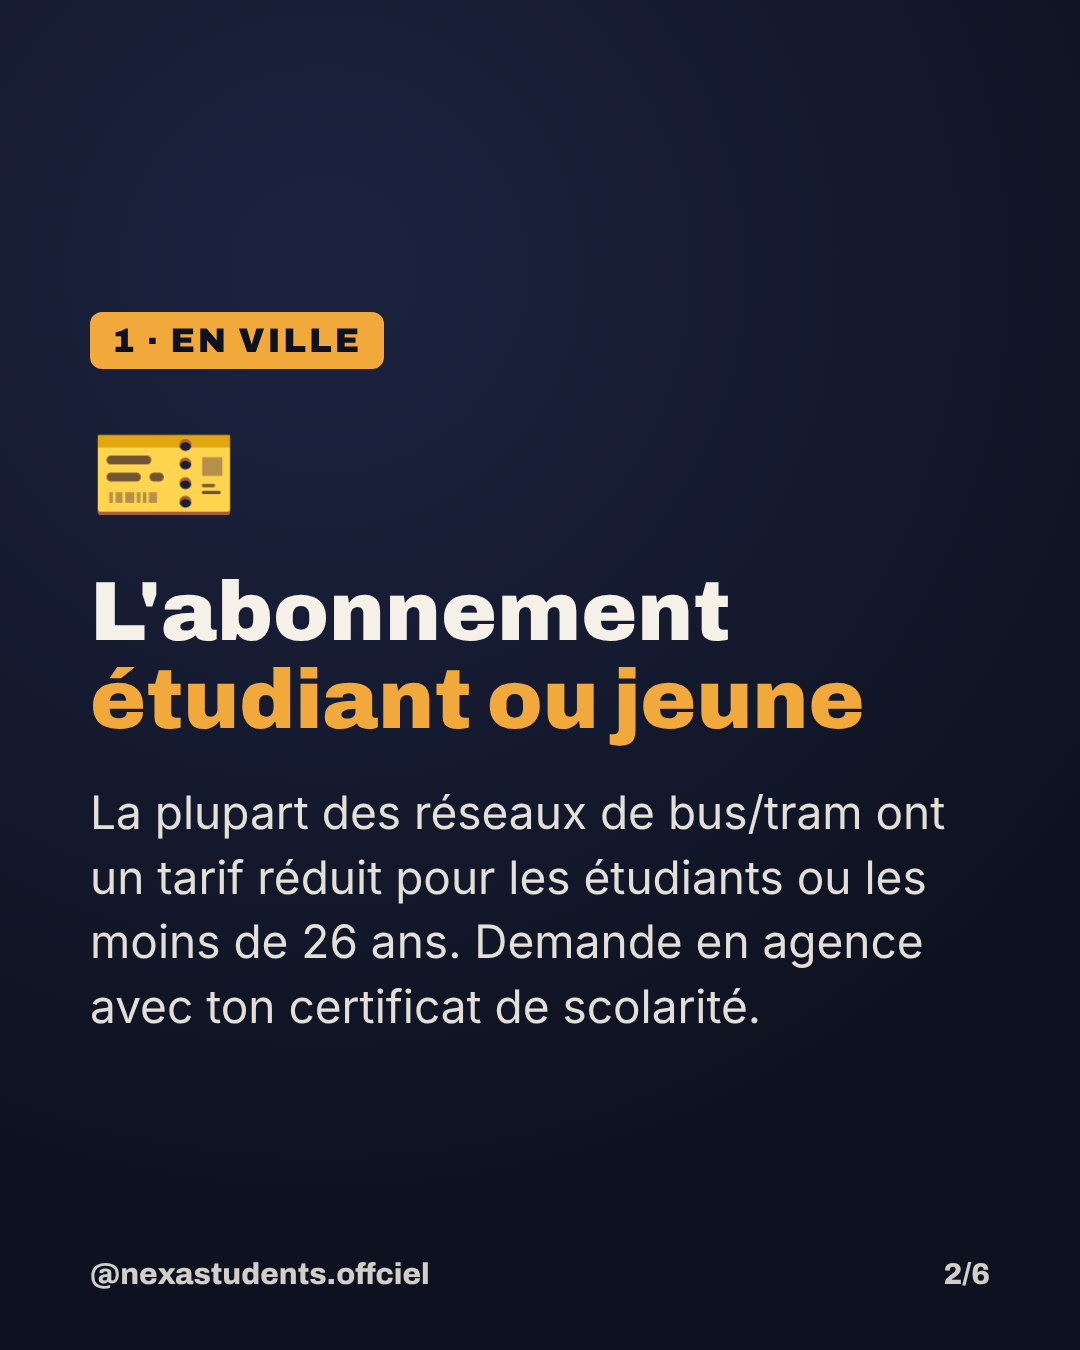 1 · EN VILLE
L'abonnement
étudiant ou jeune
La plupart des réseaux de bus/tram ont
un tarif réduit pour les étudiants ou les
moins de 26 ans. Demande en agence
avec ton certificat de scolarité.
@nexastudents.offciel
2/6